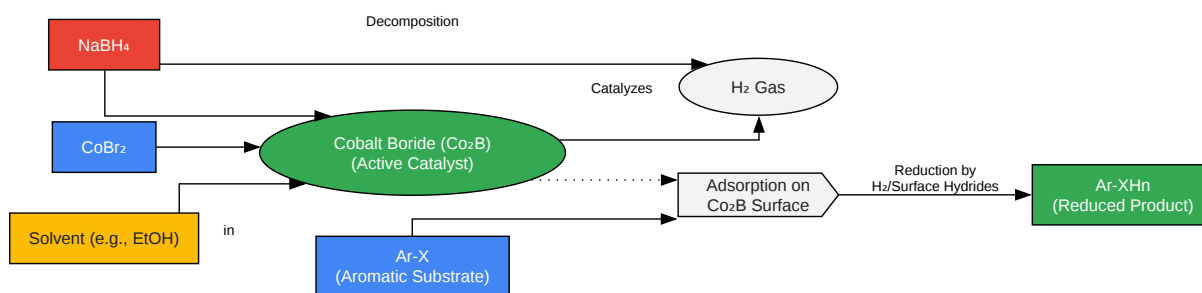 Decomposition
NaBH₄
Catalyzes
H₂ Gas
CoBr₂
Cobalt Boride (Co₂B)
(Active Catalyst)
Adsorption on
Co₂B Surface
Reduction by
H₂/Surface Hydrides
Ar-XHn
(Reduced Product)
Solvent (e.g., EtOH)
in
Ar-X
(Aromatic Substrate)